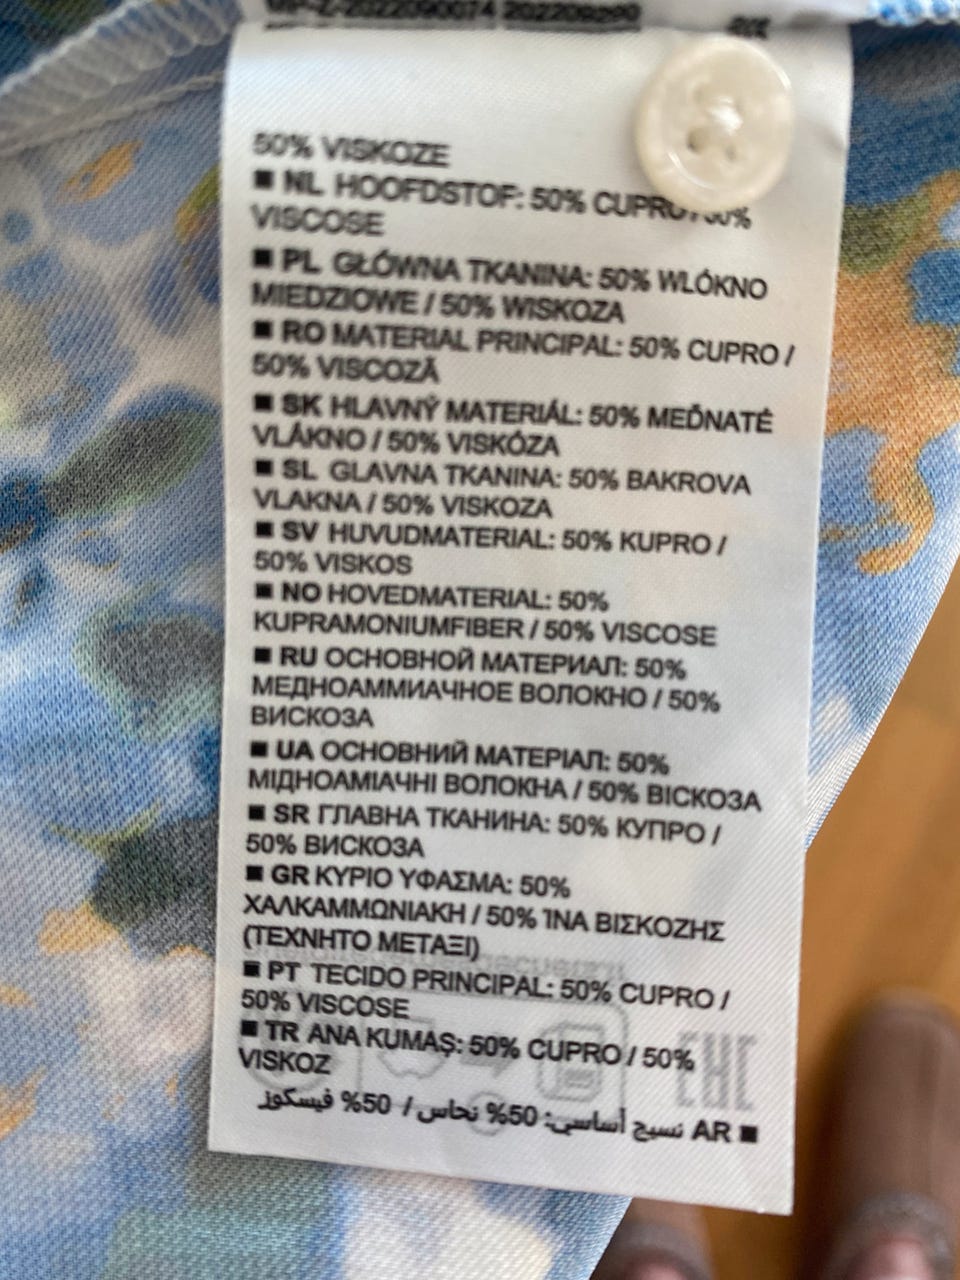 50% VISKOZE
■ NL HOOFDSTOF: 50% CUPRO / 50%
VISCOSE
■ PL GŁÓWNA TKANINA: 50% WLÓKNO
MIEDZIOWE / 50% WISKOZA
■ RO MATERIAL PRINCIPAL: 50% CUPRO /
50% VISCOZĂ
■ SK HLAVNÝ MATERIÁL: 50% MEĎNATÉ
VLÁKNO / 50% VISKÓZA
■ SL GLAVNA TKANINA: 50% BAKROVA
VLAKNA / 50% VISKOZA
■ SV HUVUDMATERIAL: 50% KUPRO /
50% VISKOS
■ NO HOVEDMATERIAL: 50%
KUPRAMONIUMFIBER / 50% VISCOSE
■ RU ОСНОВНОЙ МАТЕРИАЛ: 50%
МЕДНОАММИАЧНОЕ ВОЛОКНО / 50%
ВИСКОЗА
■ UA ОСНОВНИЙ МАТЕРІАЛ: 50%
МІДНОАМІАЧНІ ВОЛОКНА / 50% ВІСКОЗА
■ SR ГЛАВНА ТКАНИНА: 50% КУПРО /
50% ВИСКОЗА
■ GR ΚΥΡΙΟ ΥΦΑΣΜΑ: 50%
ΧΑΛΚΑΜΜΩΝΙΑΚΗ / 50% ΊΝΑ ΒΙΣΚΟΖΗΣ
(ΤΕΧΝΗΤΟ ΜΕΤΑΞΙ)
■ PT TECIDO PRINCIPAL: 50% CUPRO /
50% VISCOSE
■ TR ANA KUMAŞ: 50% CUPRO / 50%
VISKOZ
■ AR نسيج أساسي: 50% نحاس / 50% فيسكوز